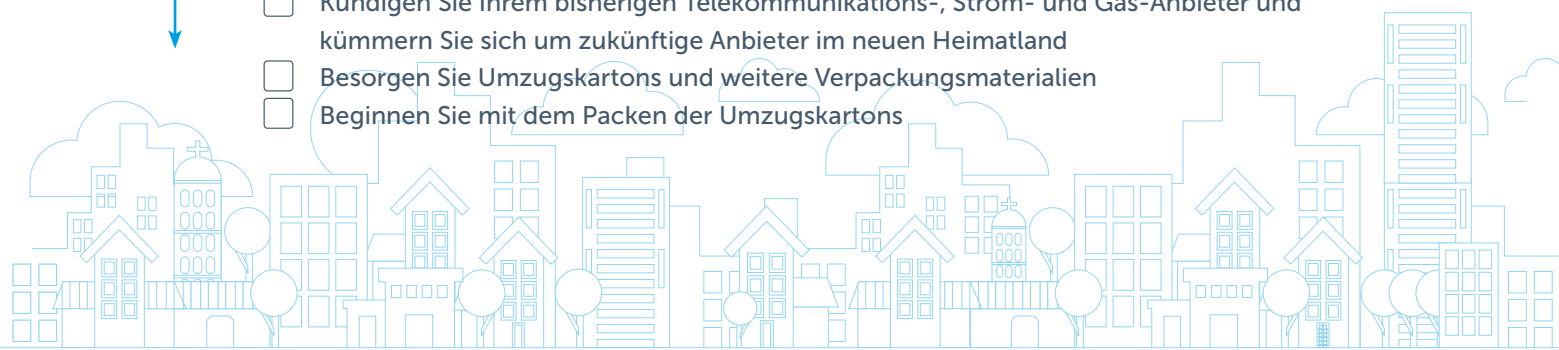 Kündigen Sie Ihrem bisherigen Telekommunikations-, Strom- und Gas-Anbieter und
kümmern Sie sich um zukünftige Anbieter im neuen Heimatland
Besorgen Sie Umzugskartons und weitere Verpackungsmaterialien
Beginnen Sie mit dem Packen der Umzugskartons